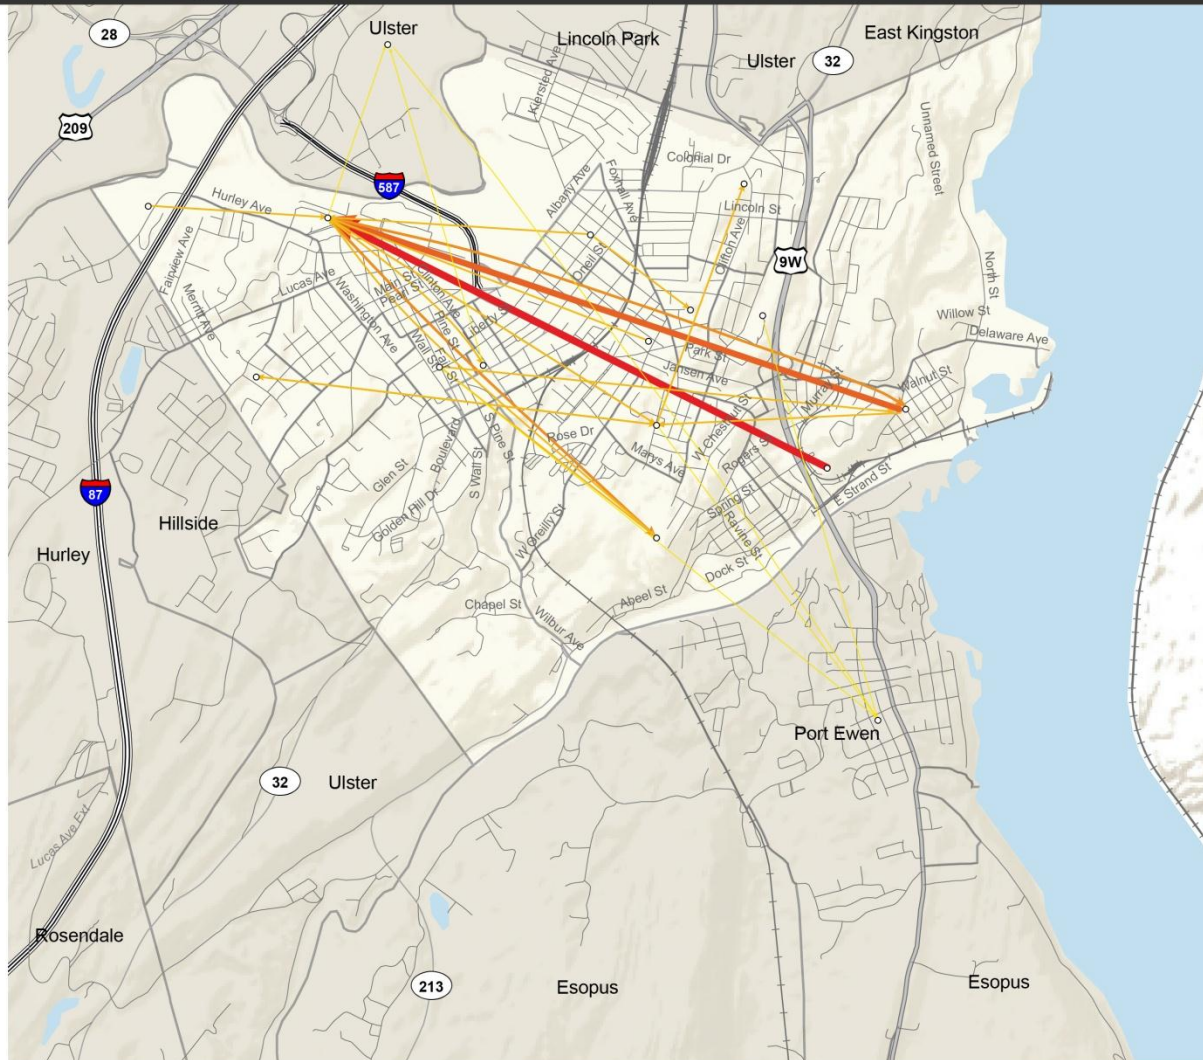 28
Ulster
Lincoln Park
Ulster
32
East Kingston
209
Kiersted Ave
Unnamed Street
587
Colonial Dr
Albany Ave
Foxhall Ave
Hurley Ave
Lincoln St
Fairview Ave
Clifton Ave
9W
Oneil St
North St
Lucas Ave
Main St
Pearl St
Clinton Ave
Merritt Ave
Washington Ave
Pine St
Liberty S
Willow St
Delaware Ave
Wall St
Fair St
Park St
Jansen Ave
Murray St
Walnut St
S Pine St
Rose Dr
W Chestnut St
Boulevard
Marys Ave
Rogers S
Glen St
S Wall St
E Strand St
87
Golden Hill Dr
Spring St
Hillside
W Oreilly St
Ravine St
Hurley
Dock St
Chapel St
Abeel St
Wilbur Ave
Port Ewen
32
Ulster
Lucas Ave Ext
Rosendale
213
Esopus
Esopus